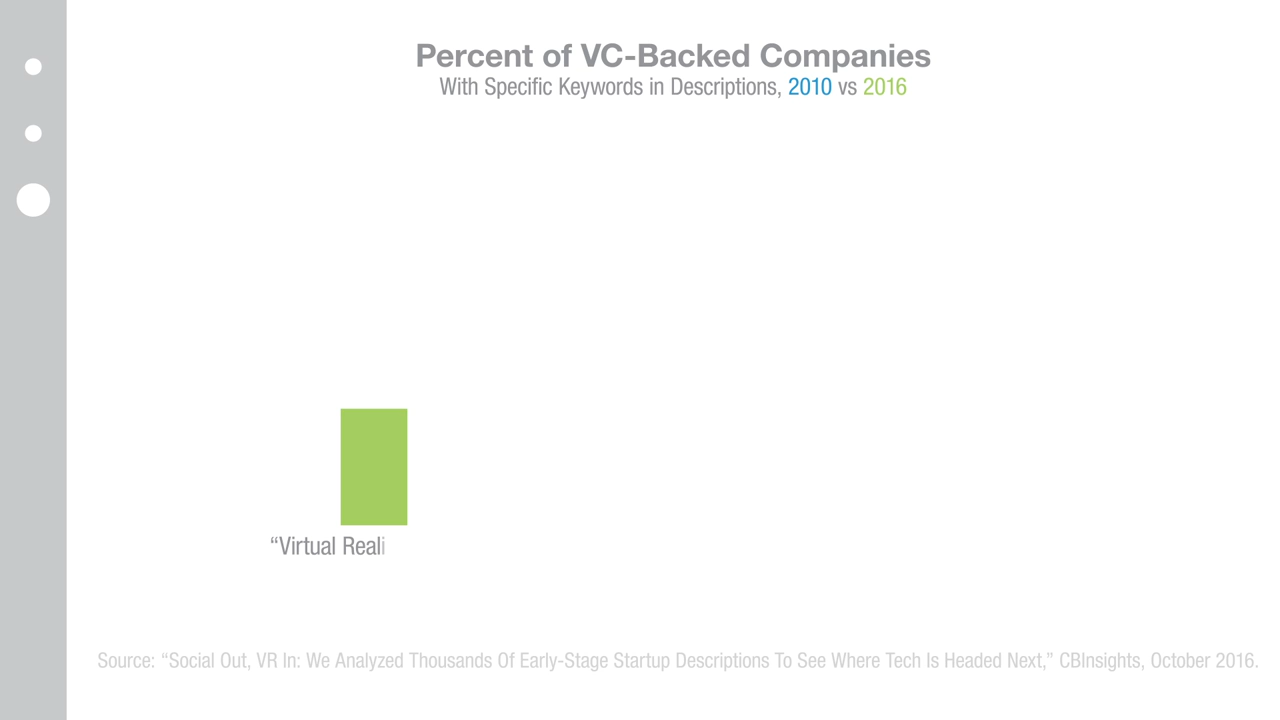 Percent of VC-Backed Companies
With Specific Keywords in Descriptions, 2010 vs 2016
“Virtual Reali
Source: “Social Out, VR In: We Analyzed Thousands Of Early-Stage Startup Descriptions To See Where Tech Is Headed Next,” CBInsights, October 2016.